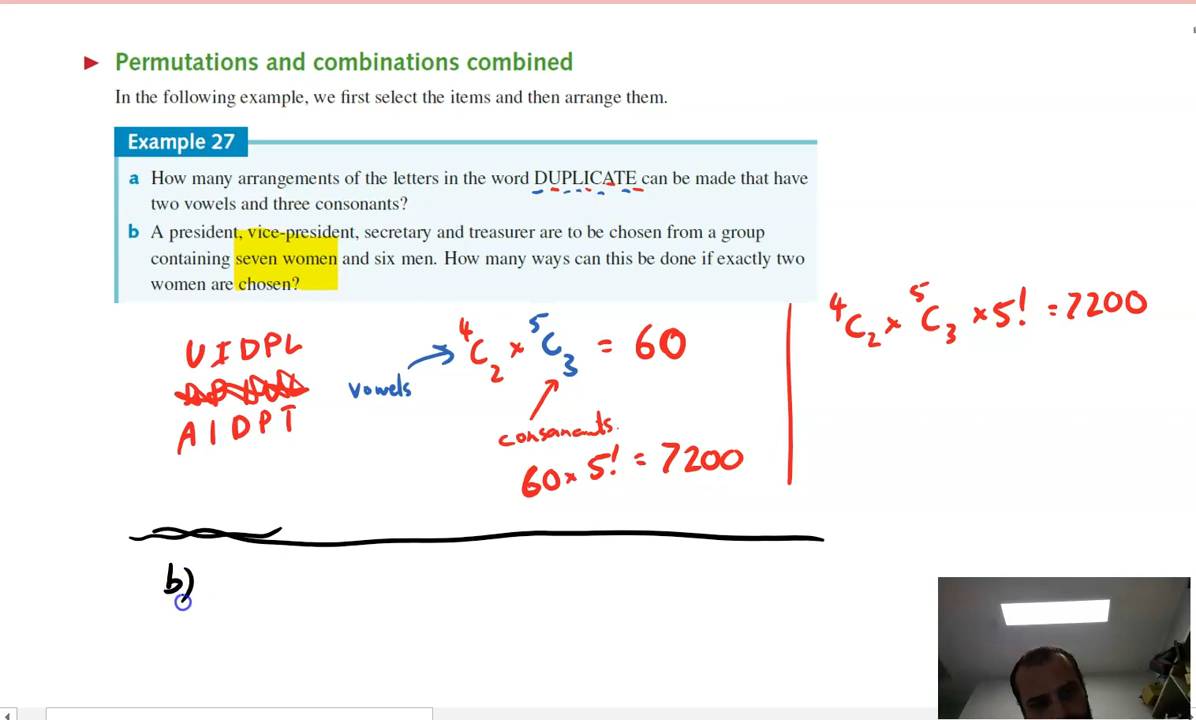 ► Permutations and combinations combined
In the following example, we first select the items and then arrange them.
Example 27
a How many arrangements of the letters in the word DUPLICATE can be made that have
two vowels and three consonants?
b A president, vice-president, secretary and treasurer are to be chosen from a group
containing seven women and six men. How many ways can this be done if exactly two
women are chosen?
UIDPL
AIDPT
vowels
⁴C₂ × ⁵C₃ = 60
consonants.
60 × 5! = 7200
⁴C₂ × ⁵C₃ × 5! = 7200
b)